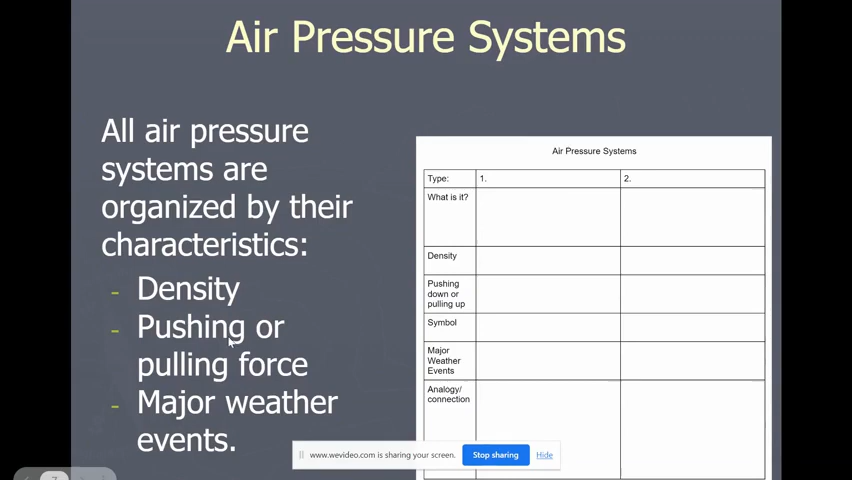 Air Pressure Systems
All air pressure
systems are
organized by their
characteristics:
- Density
- Pushing or
pulling force
- Major weather
events.
Air Pressure Systems
Type: 1. 2.
What is it?
Density
Pushing
down or
pulling up
Symbol
Major
Weather
Events
Analogy/
connection
www.wevideo.com is sharing your screen. Stop sharing Hide
7